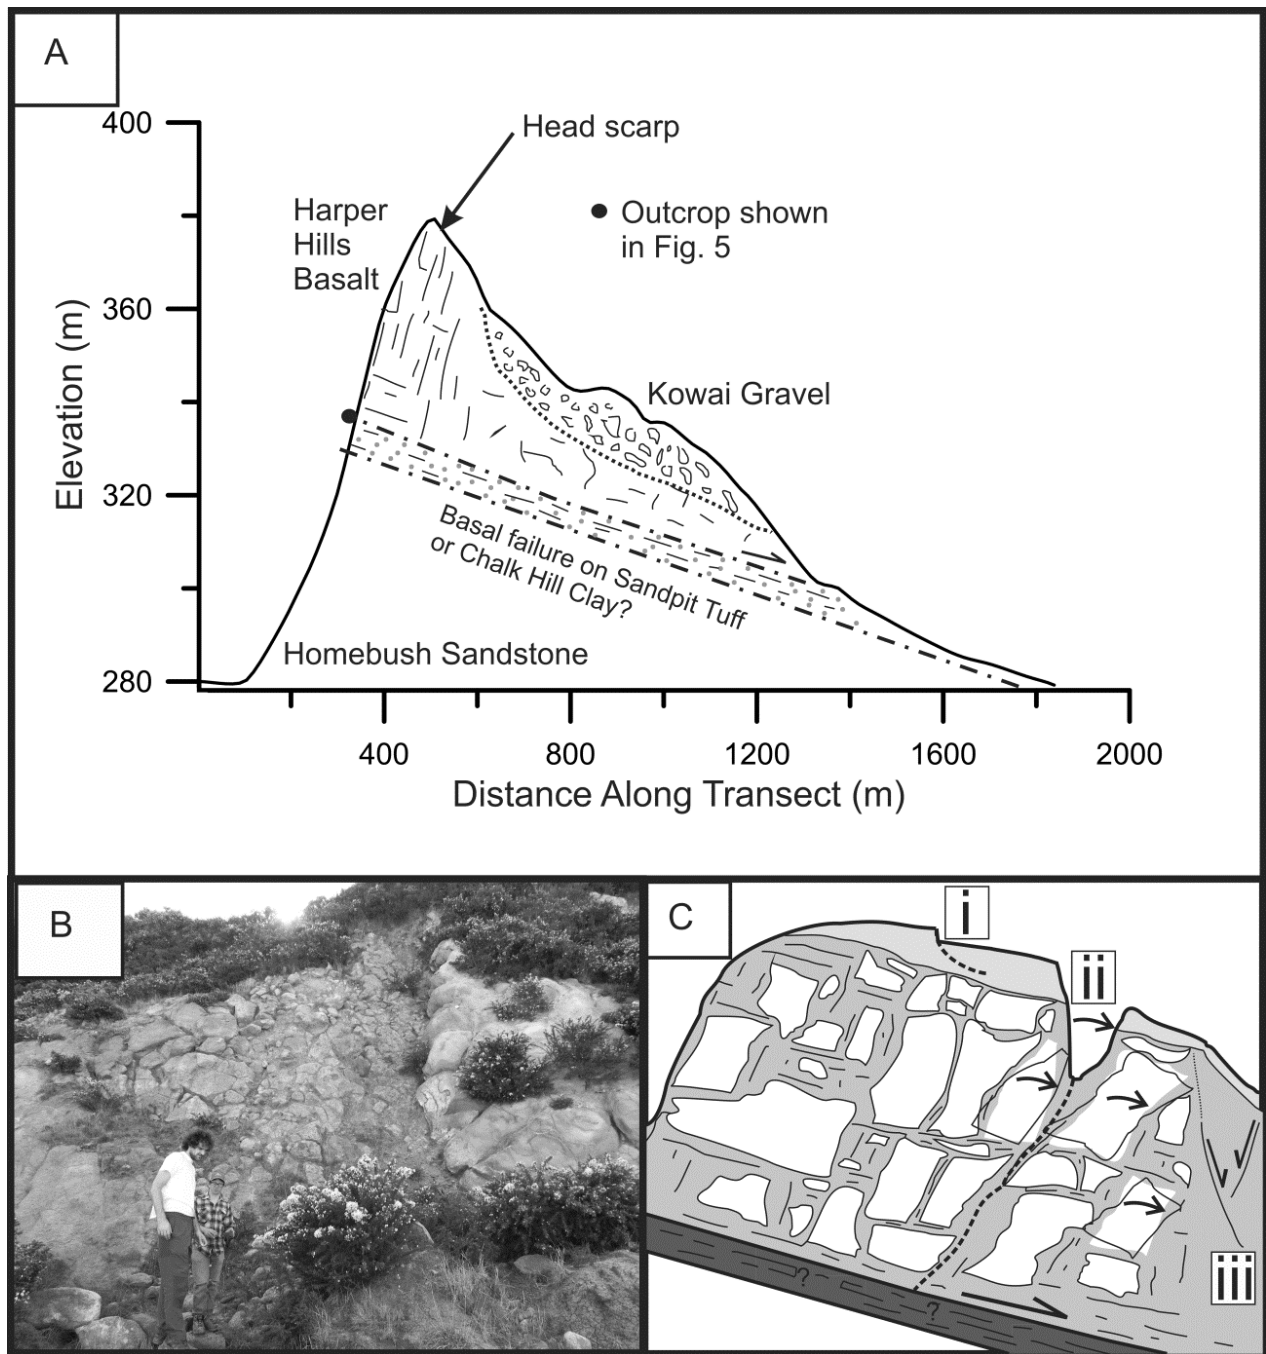 A
400
360
320
280
Elevation (m)
Head scarp
Harper
Hills
Basalt
Outcrop shown
in Fig. 5
Kowai Gravel
Basal failure on Sandpit Tuff
or Chalk Hill Clay?
Homebush Sandstone
400 800 1200 1600 2000
Distance Along Transect (m)
B
C
i
ii
iii
?
?